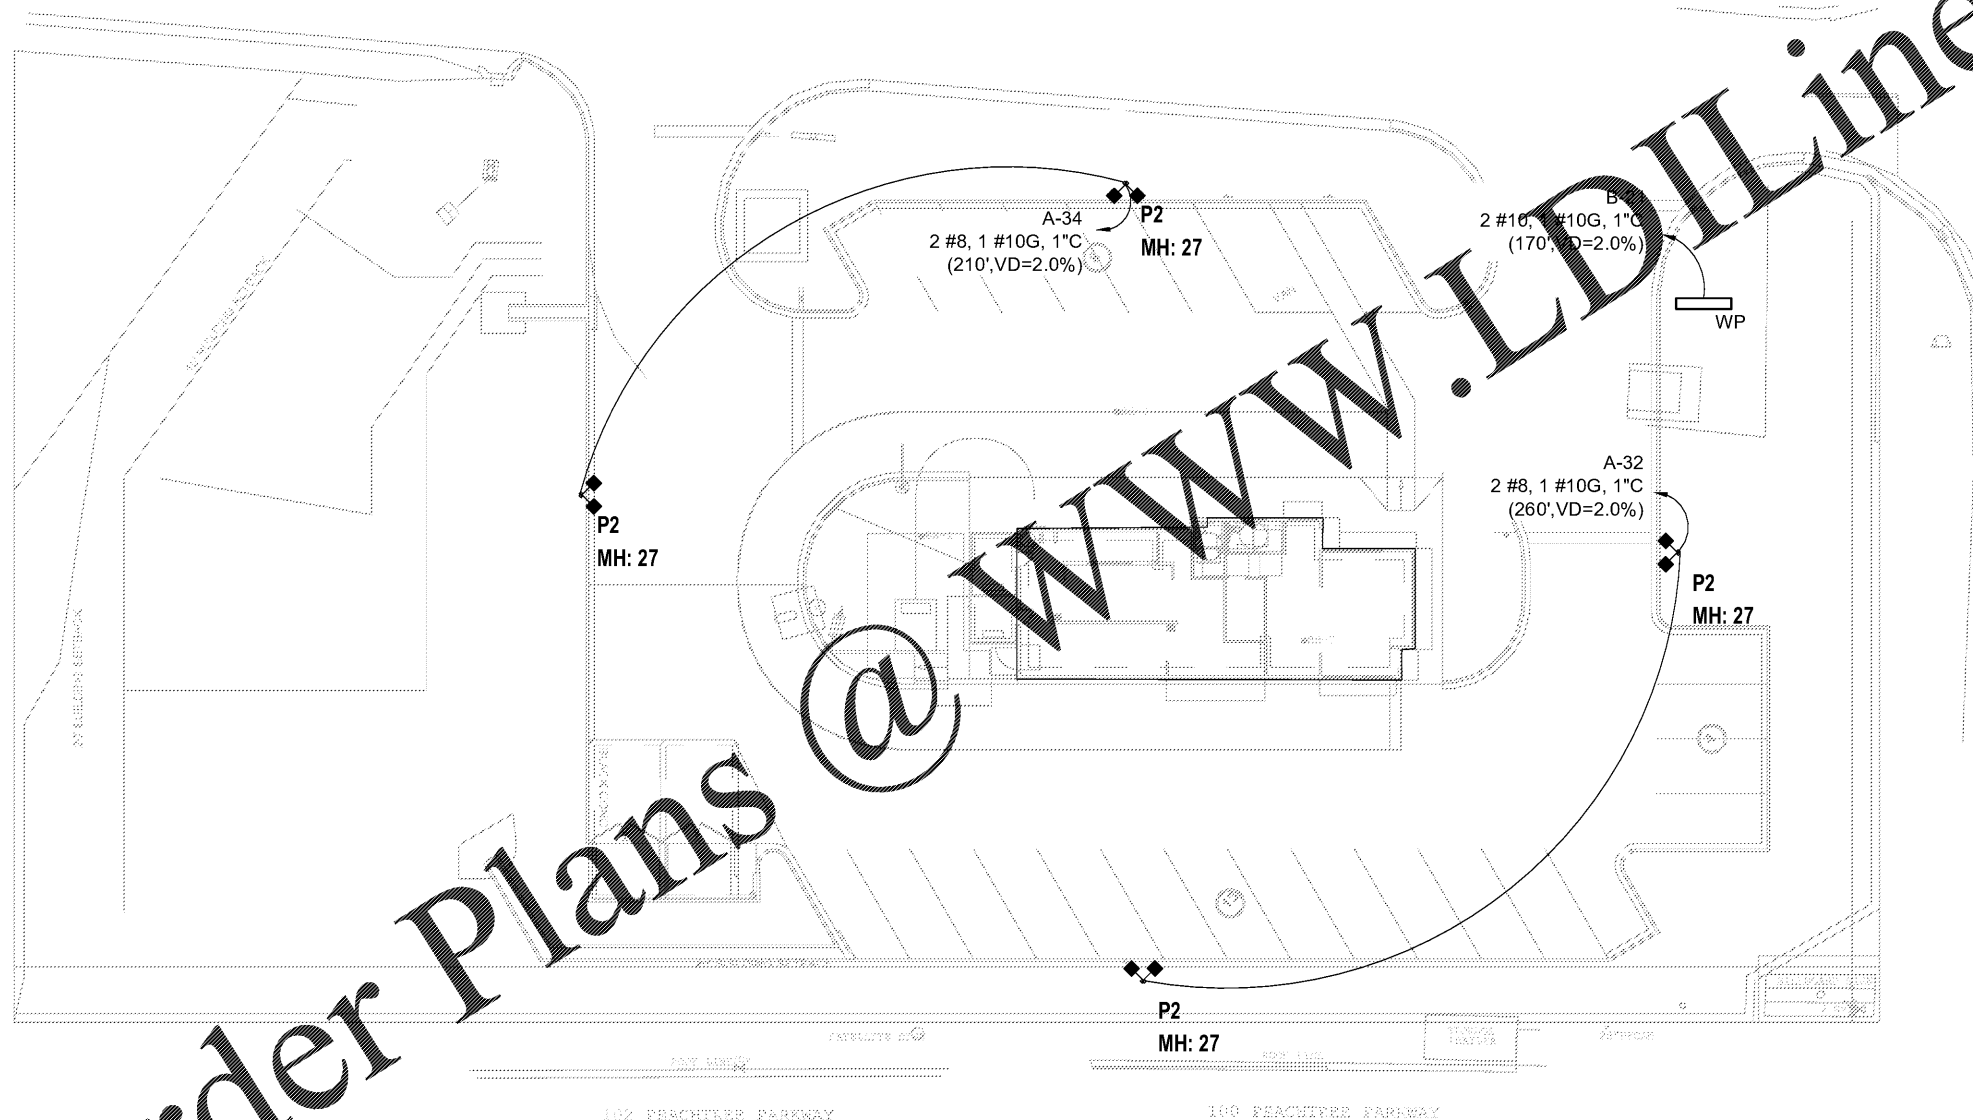 A-34
2 #8, 1 #10G, 1"C
(210',VD=2.0%)
P2
MH: 27
2 #10, 1 #10G, 1"C
(170',VD=2.0%)
WP
P2
MH: 27
A-32
2 #8, 1 #10G, 1"C
(260',VD=2.0%)
P2
MH: 27
P2
MH: 27
rder Plans @ WWW.LDILine
102 PEACHTREE PARKWAY
100 PEACHTREE PARKWAY